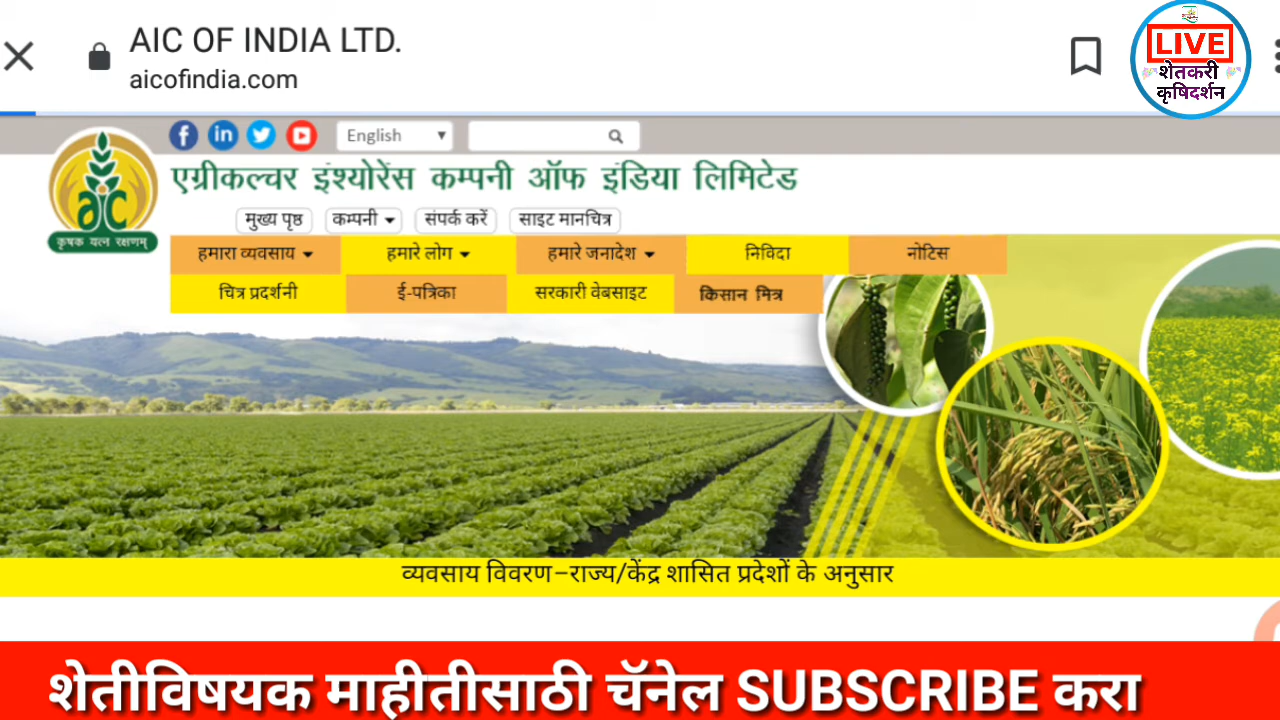 AIC OF INDIA LTD.
aicofindia.com
LIVE
शेतकरी
कृषिदर्शन
English
एग्रीकल्चर इंश्योरेंस कम्पनी ऑफ इंडिया लिमिटेड
मुख्य पृष्ठ कम्पनी संपर्क करें साइट मानचित्र
aic
कृषक यत्न रक्षणम्
हमारा व्यवसाय हमारे लोग हमारे जनादेश निविदा नोटिस
चित्र प्रदर्शनी ई-पत्रिका सरकारी वेबसाइट किसान मित्र
व्यवसाय विवरण–राज्य/केंद्र शासित प्रदेशों के अनुसार
शेतीविषयक माहीतीसाठी चॅनेल SUBSCRIBE करा